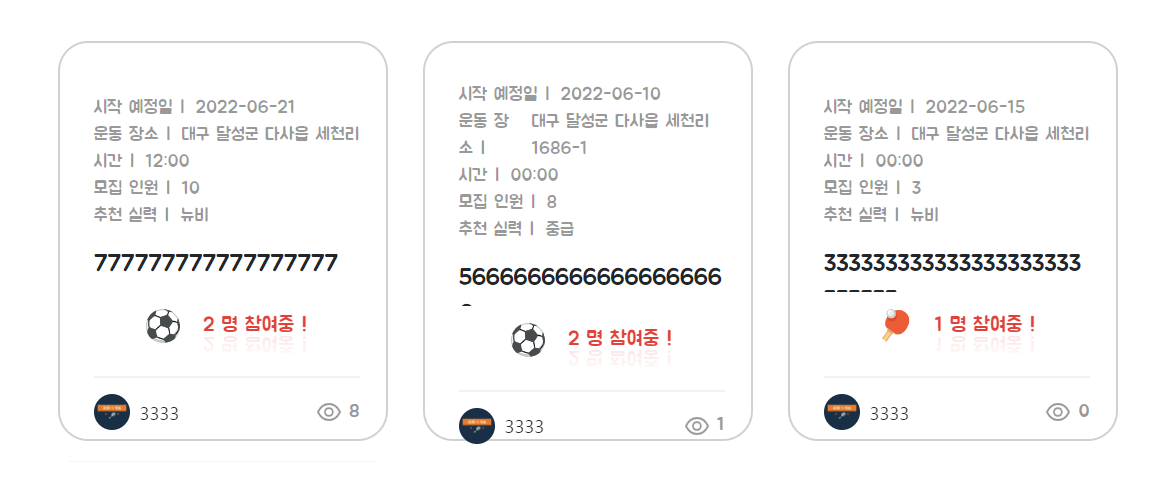 시작 예정일 | 2022-06-21
운동 장소 | 대구 달성군 다사읍 세천리
시간 | 12:00
모집 인원 | 10
추천 실력 | 뉴비
77777777777777777777
2 명 참여중 !
3333
8
시작 예정일 | 2022-06-10
운동 장 대구 달성군 다사읍 세천리
소 | 1686-1
시간 | 00:00
모집 인원 | 8
추천 실력 | 중급
56666666666666666666
2 명 참여중 !
3333
1
시작 예정일 | 2022-06-15
운동 장소 | 대구 달성군 다사읍 세천리
시간 | 00:00
모집 인원 | 3
추천 실력 | 뉴비
333333333333333333333
1 명 참여중 !
3333
0